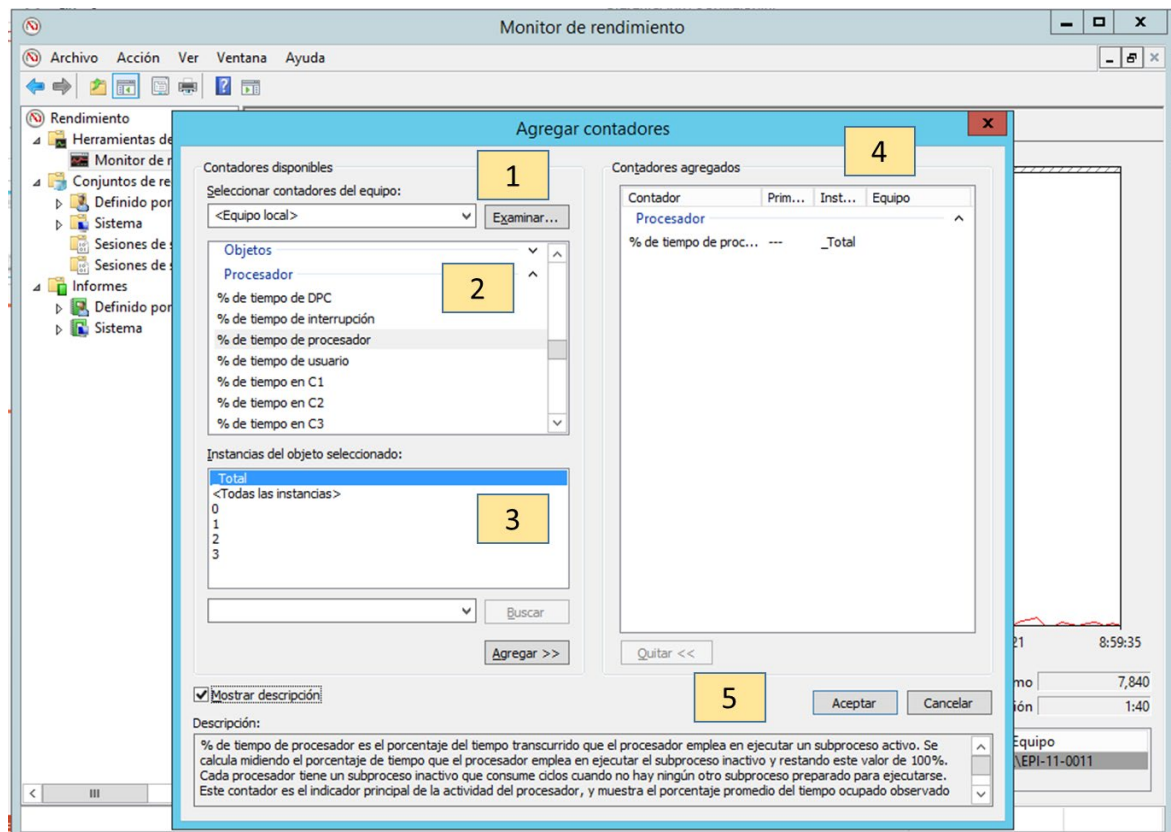 Monitor de rendimiento
Archivo Acción Ver Ventana Ayuda
Rendimiento
Herramientas de
Monitor de r
Conjuntos de re
Definido por
Sistema
Sesiones de s
Sesiones de s
Informes
Definido por
Sistema
Agregar contadores
Contadores disponibles
1
Seleccionar contadores del equipo:
<Equipo local>
Examinar...
Objetos
Procesador
2
% de tiempo de DPC
% de tiempo de interrupción
% de tiempo de procesador
% de tiempo de usuario
% de tiempo en C1
% de tiempo en C2
% de tiempo en C3
Instancias del objeto seleccionado:
_Total
<Todas las instancias>
0
1
2
3
3
Buscar
Agregar >>
4
Contadores agregados
Contador Prim... Inst... Equipo
Procesador
% de tiempo de proc... --- _Total
Quitar <<
Mostrar descripción
5
Aceptar
Cancelar
Descripción:
% de tiempo de procesador es el porcentaje del tiempo transcurrido que el procesador emplea en ejecutar un subproceso activo. Se
calcula midiendo el porcentaje de tiempo que el procesador emplea en ejecutar el subproceso inactivo y restando este valor de 100%.
Cada procesador tiene un subproceso inactivo que consume ciclos cuando no hay ningún otro subproceso preparado para ejecutarse.
Este contador es el indicador principal de la actividad del procesador, y muestra el porcentaje promedio del tiempo ocupado observado
21 8:59:35
mo 7,840
ión 1:40
Equipo
\\EPI-11-0011